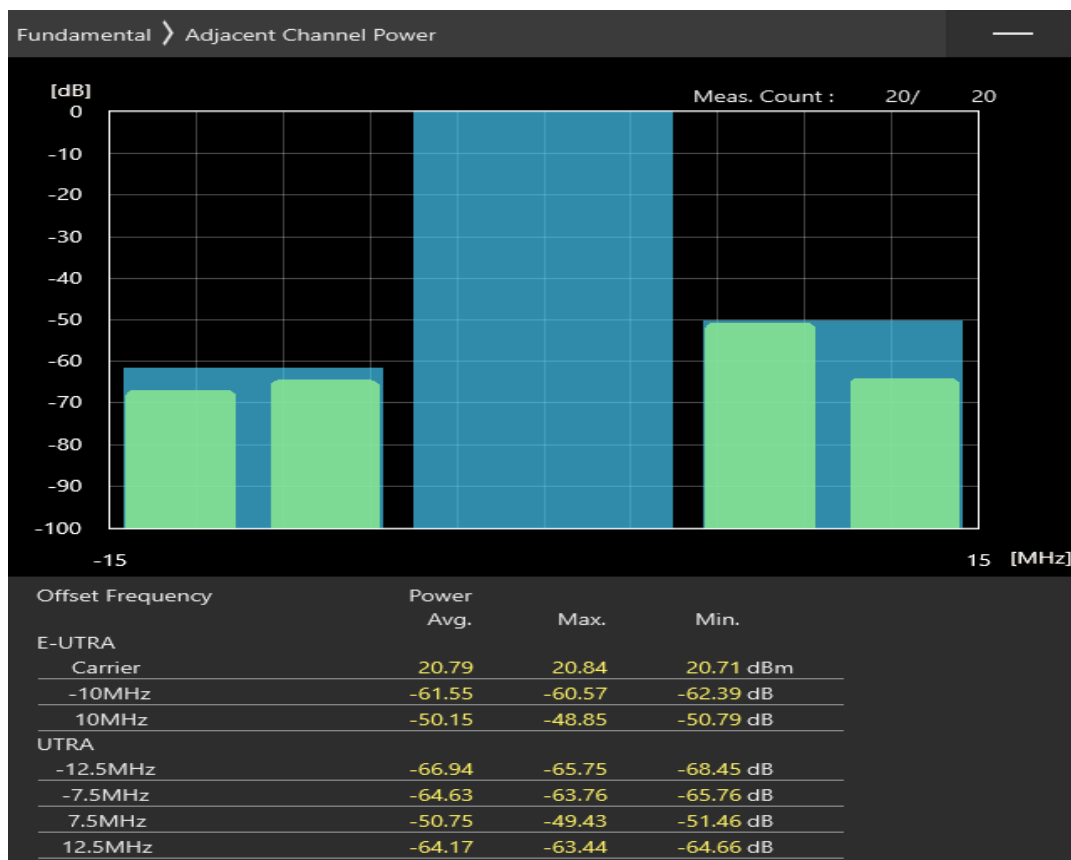 Fundamental 〉 Adjacent Channel Power
[dB]
Meas. Count : 20/ 20
0
-10
-20
-30
-40
-50
-60
-70
-80
-90
-100
-15 15 [MHz]
Offset Frequency Power
Avg. Max. Min.
E-UTRA
Carrier 20.79 20.84 20.71 dBm
-10MHz -61.55 -60.57 -62.39 dB
10MHz -50.15 -48.85 -50.79 dB
UTRA
-12.5MHz -66.94 -65.75 -68.45 dB
-7.5MHz -64.63 -63.76 -65.76 dB
7.5MHz -50.75 -49.43 -51.46 dB
12.5MHz -64.17 -63.44 -64.66 dB